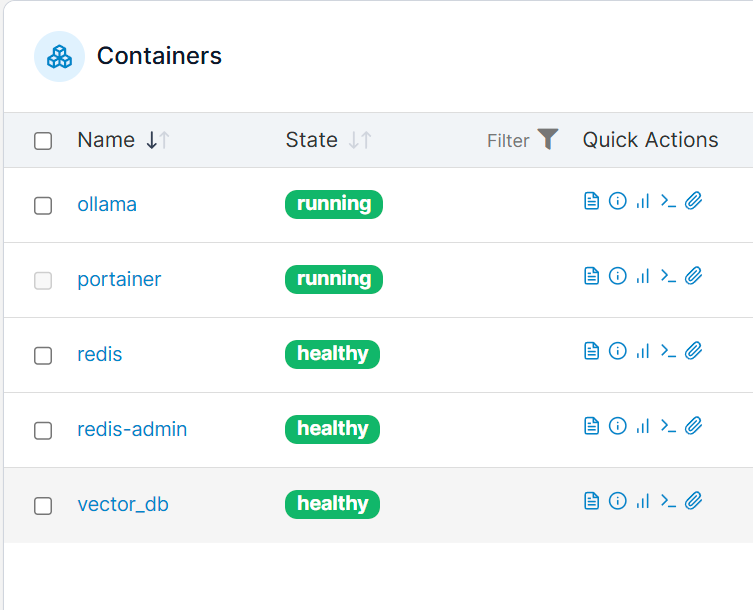 Containers
Name State Filter Quick Actions
ollama running
portainer running
redis healthy
redis-admin healthy
vector_db healthy